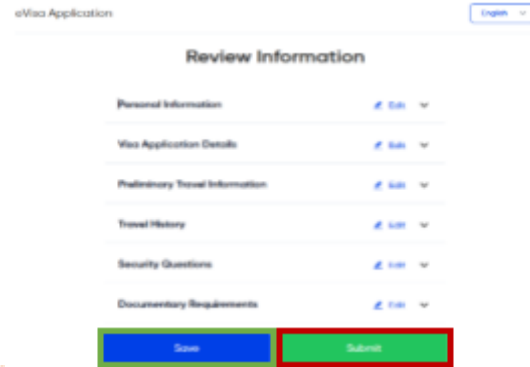 eVisa Application
English
Review Information
Personal Information Edit
Visa Application Details Edit
Preliminary Travel Information Edit
Travel History Edit
Security Questions Edit
Documentary Requirements Edit
Save Submit